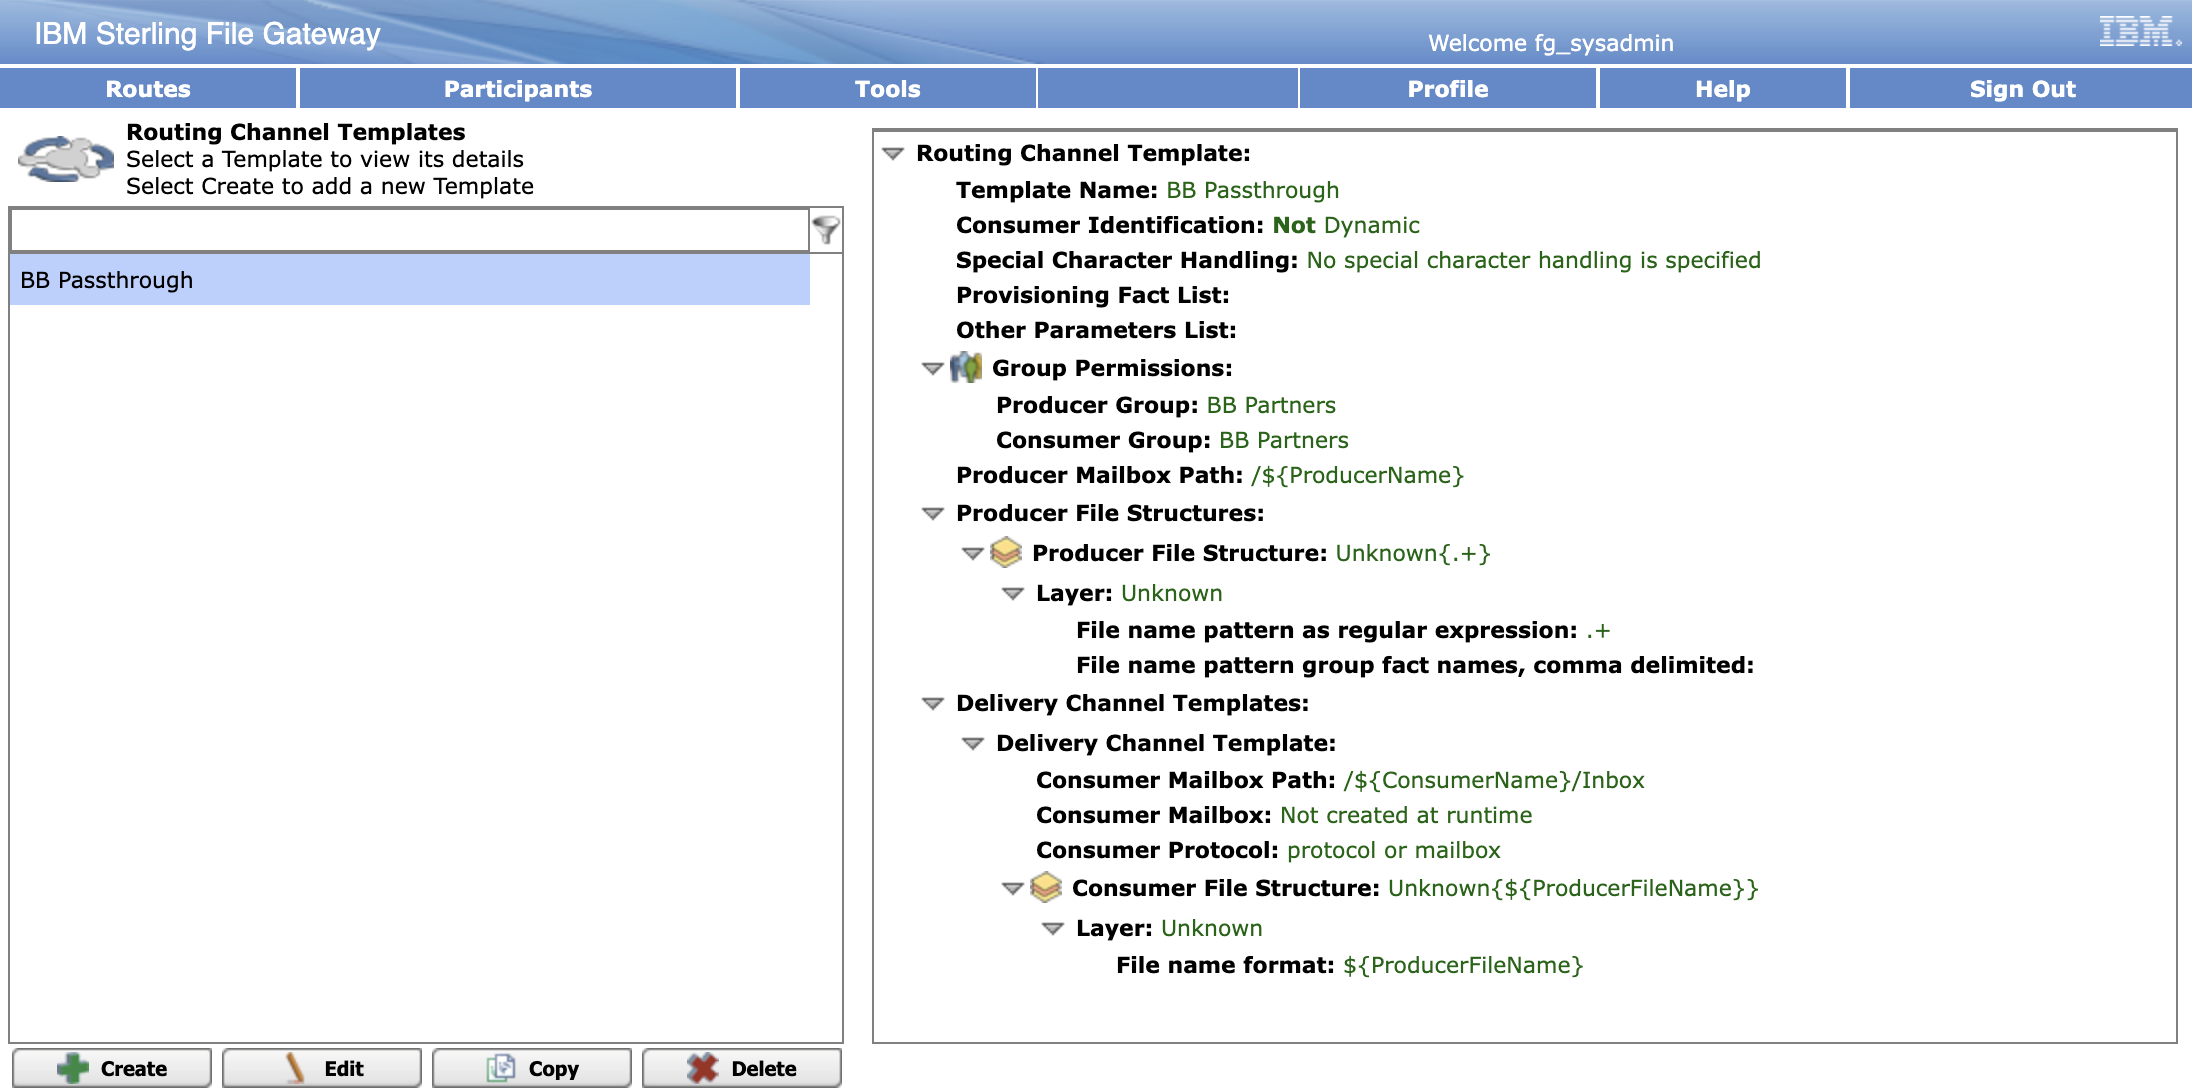 IBM Sterling File Gateway
Welcome fg_sysadmin
IBM
Routes
Participants
Tools
Profile
Help
Sign Out
Routing Channel Templates
Select a Template to view its details
Select Create to add a new Template
BB Passthrough
Create
Edit
Copy
Delete
Routing Channel Template:
Template Name: BB Passthrough
Consumer Identification: Not Dynamic
Special Character Handling: No special character handling is specified
Provisioning Fact List:
Other Parameters List:
Group Permissions:
Producer Group: BB Partners
Consumer Group: BB Partners
Producer Mailbox Path: /${ProducerName}
Producer File Structures:
Producer File Structure: Unknown{.+}
Layer: Unknown
File name pattern as regular expression: .+
File name pattern group fact names, comma delimited:
Delivery Channel Templates:
Delivery Channel Template:
Consumer Mailbox Path: /${ConsumerName}/Inbox
Consumer Mailbox: Not created at runtime
Consumer Protocol: protocol or mailbox
Consumer File Structure: Unknown{${ProducerFileName}}
Layer: Unknown
File name format: ${ProducerFileName}